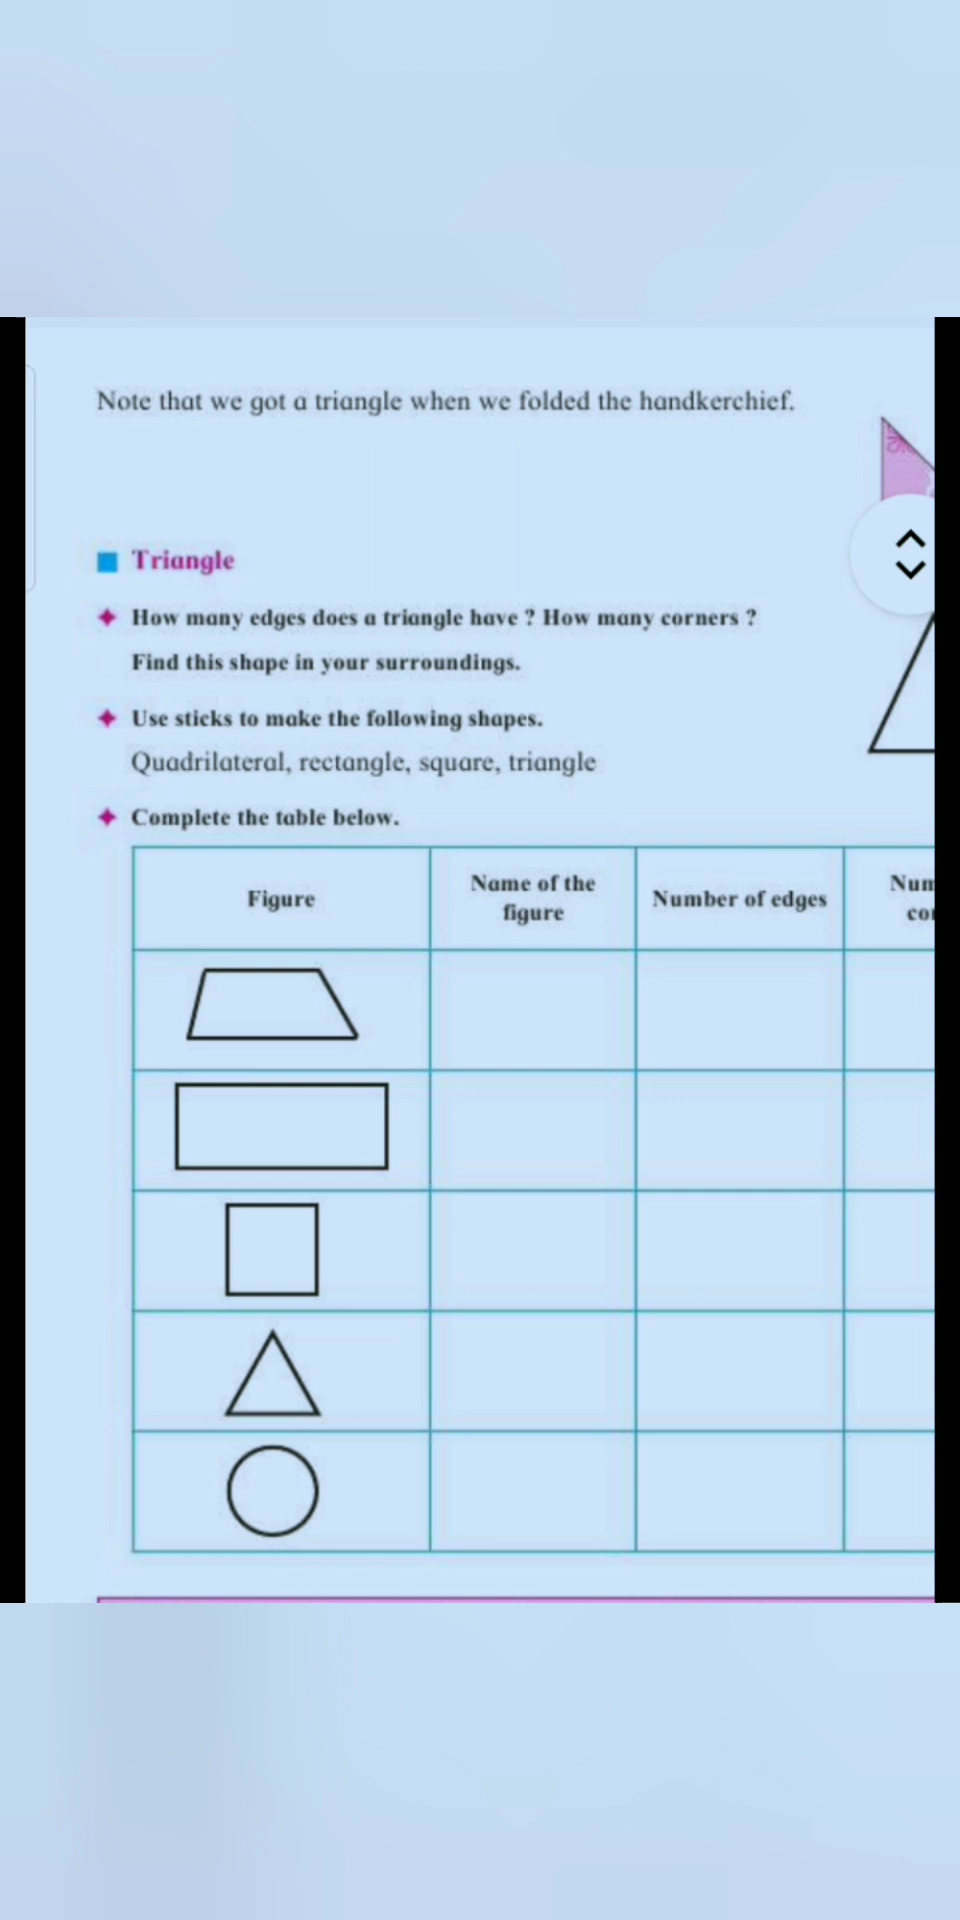 Note that we got a triangle when we folded the handkerchief.
Triangle
How many edges does a triangle have ? How many corners ?
Find this shape in your surroundings.
Use sticks to make the following shapes.
Quadrilateral, rectangle, square, triangle
Complete the table below.
Figure
Name of the
figure
Number of edges